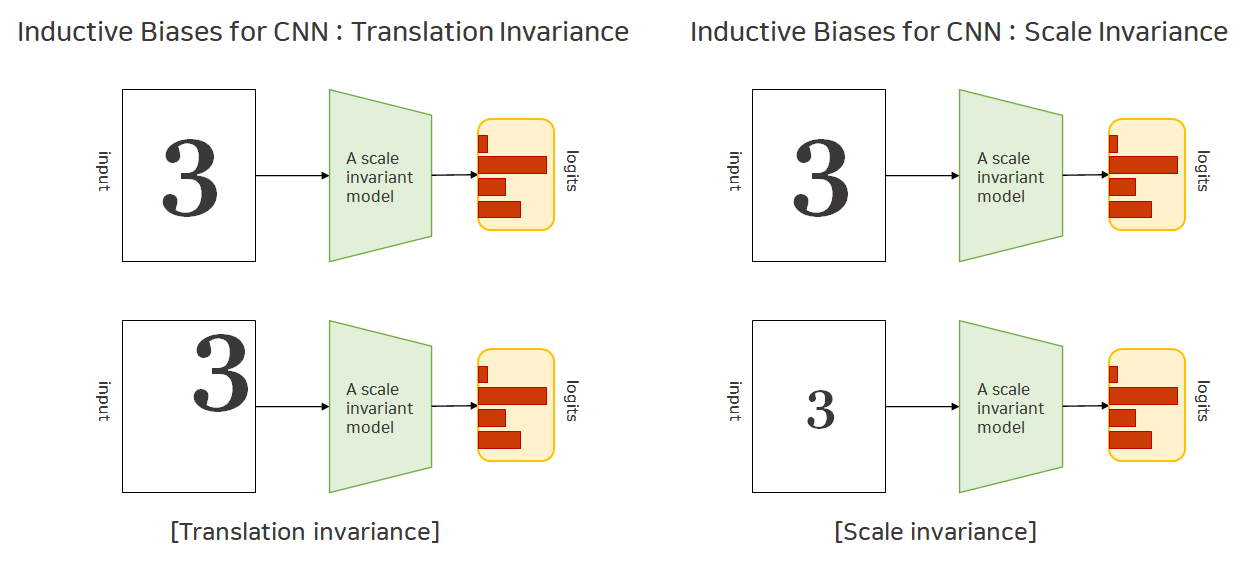 Inductive Biases for CNN : Translation Invariance
input
3
A scale
invariant
model
logits
input
3
A scale
invariant
model
logits
[Translation invariance]
Inductive Biases for CNN : Scale Invariance
input
3
A scale
invariant
model
logits
input
3
A scale
invariant
model
logits
[Scale invariance]